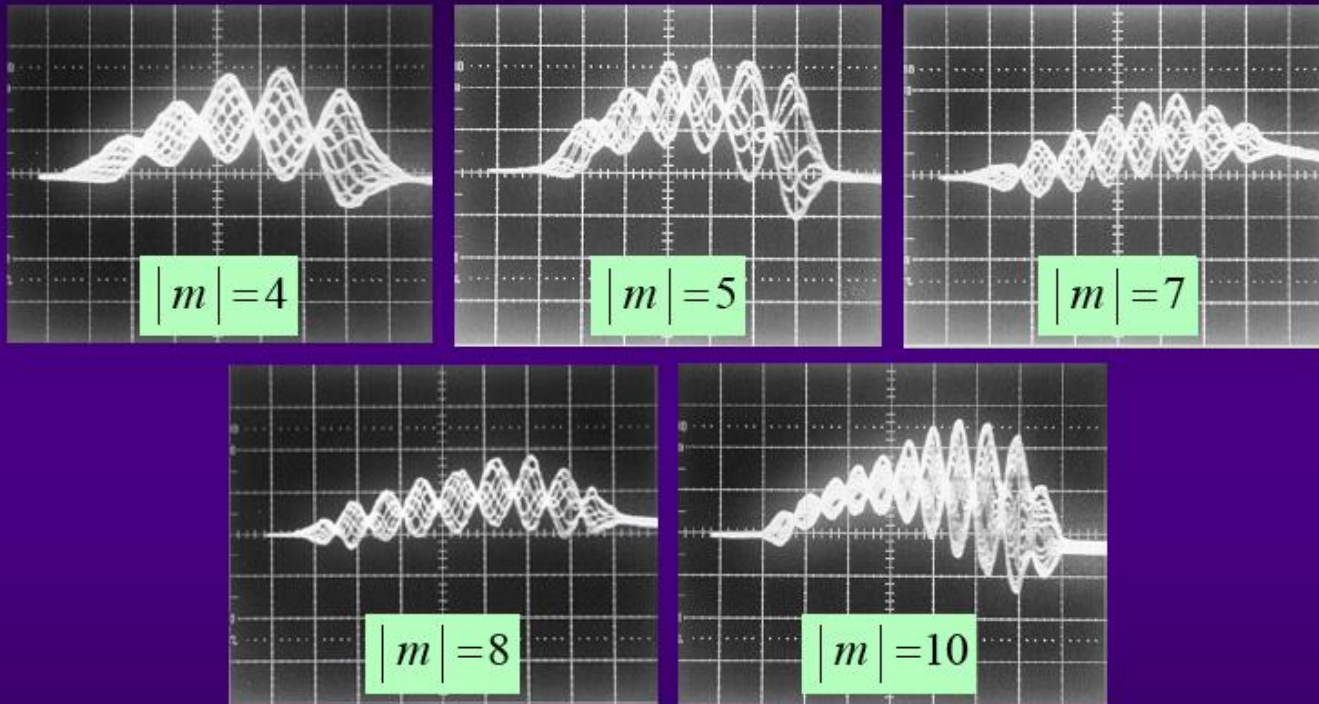 | m | = 4
| m | = 5
| m | = 7
| m | = 8
| m | = 10